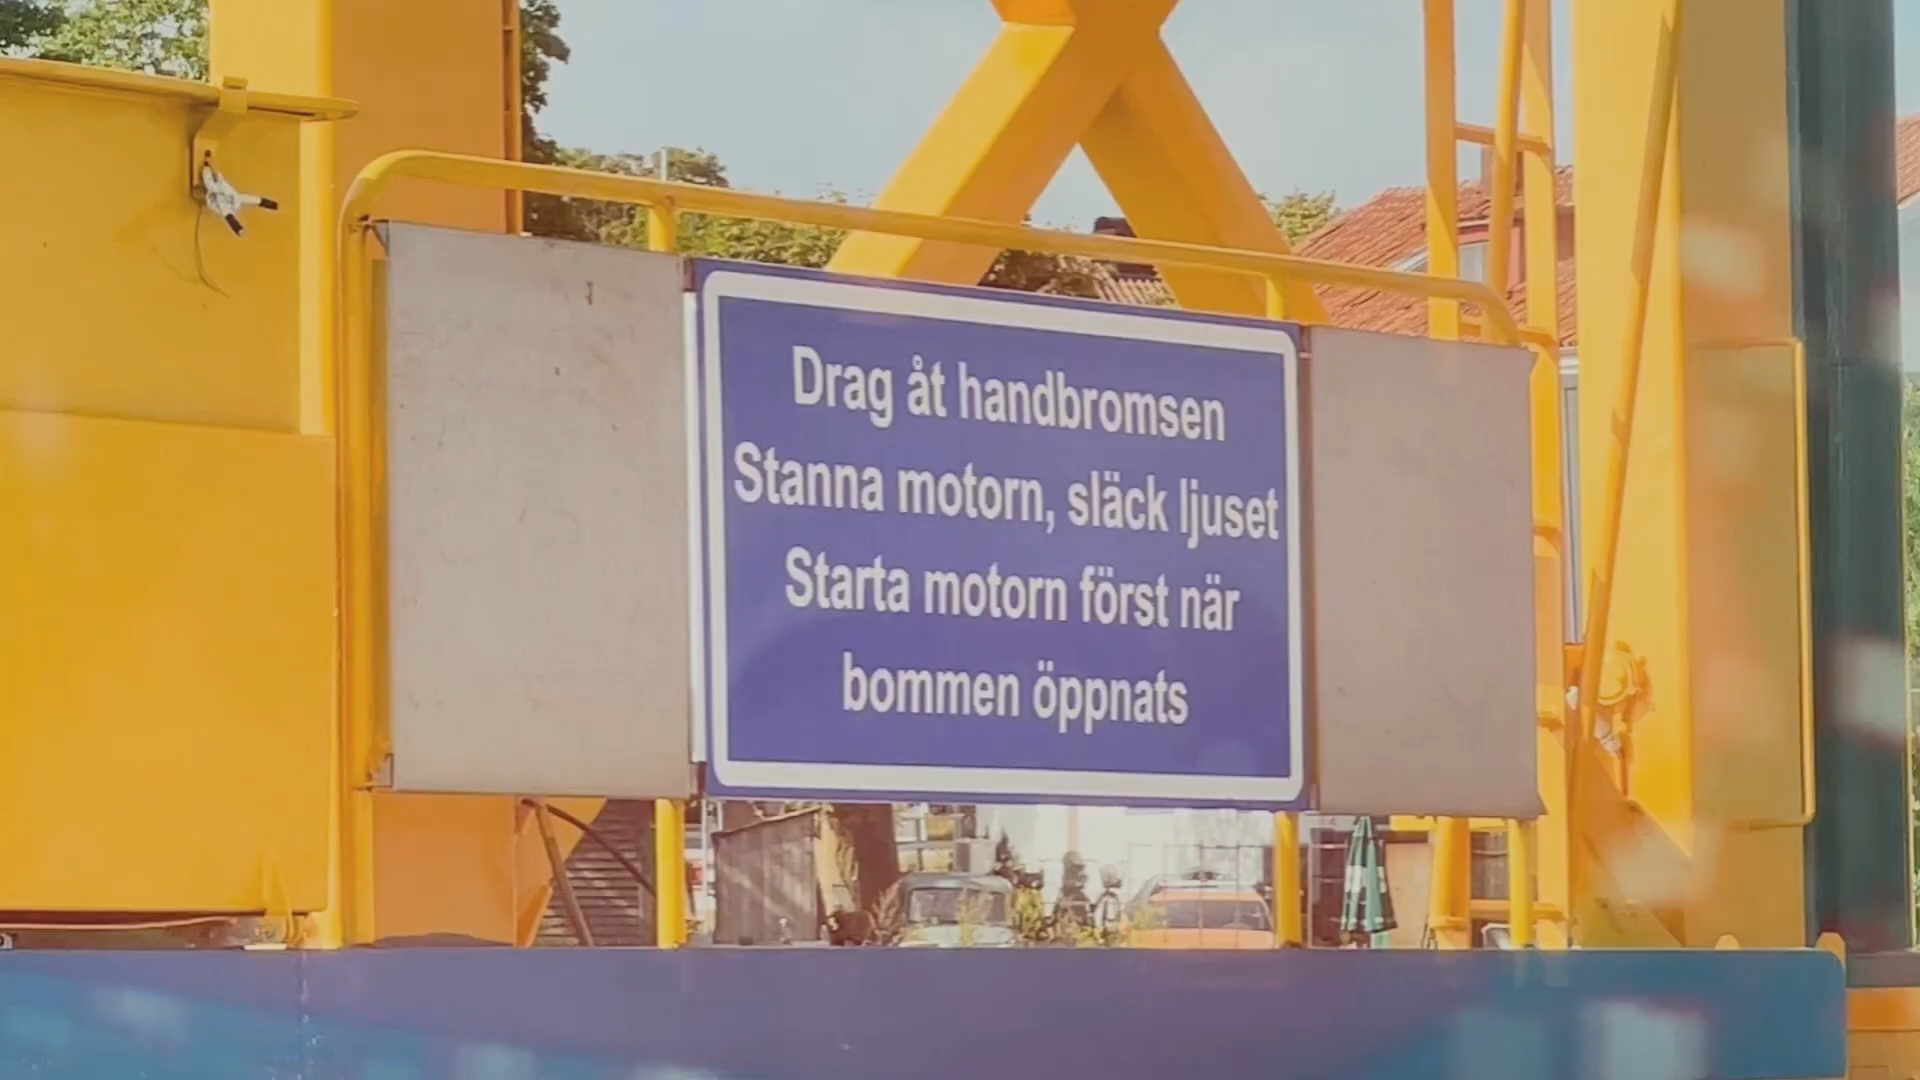 Drag åt handbromsen
Stanna motorn, släck ljuset
Starta motorn först när
bommen öppnats